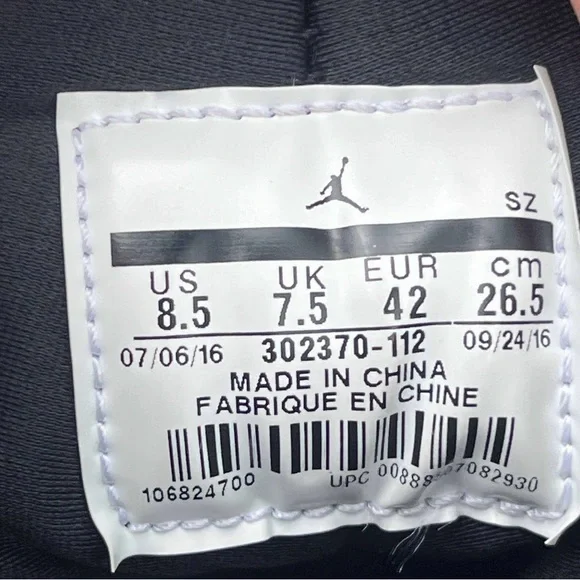 SZ
US UK EUR cm
8.5 7.5 42 26.5
07/06/16 302370-112 09/24/16
MADE IN CHINA
FABRIQUE EN CHINE
106824700 UPC